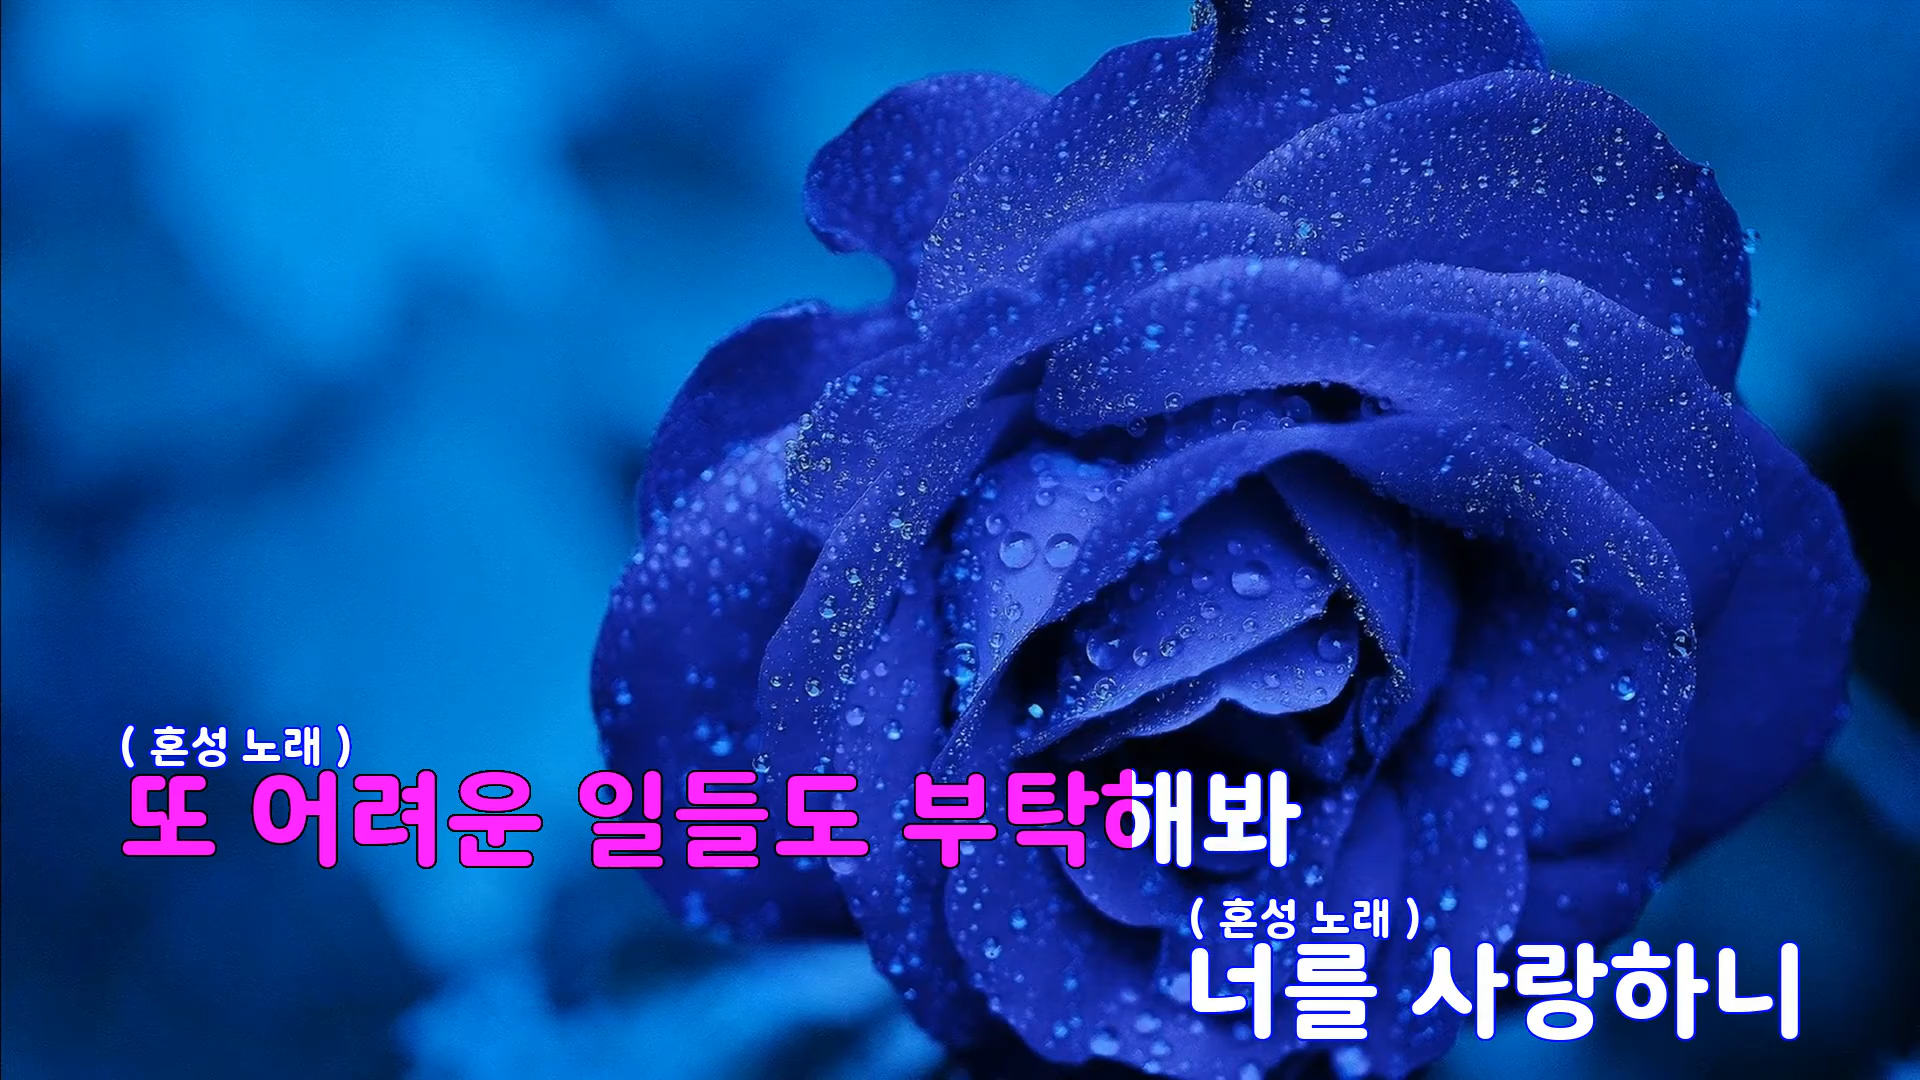 ( 혼성 노래 )
또 어려운 일들도 부탁해봐
( 혼성 노래 )
너를 사랑하니